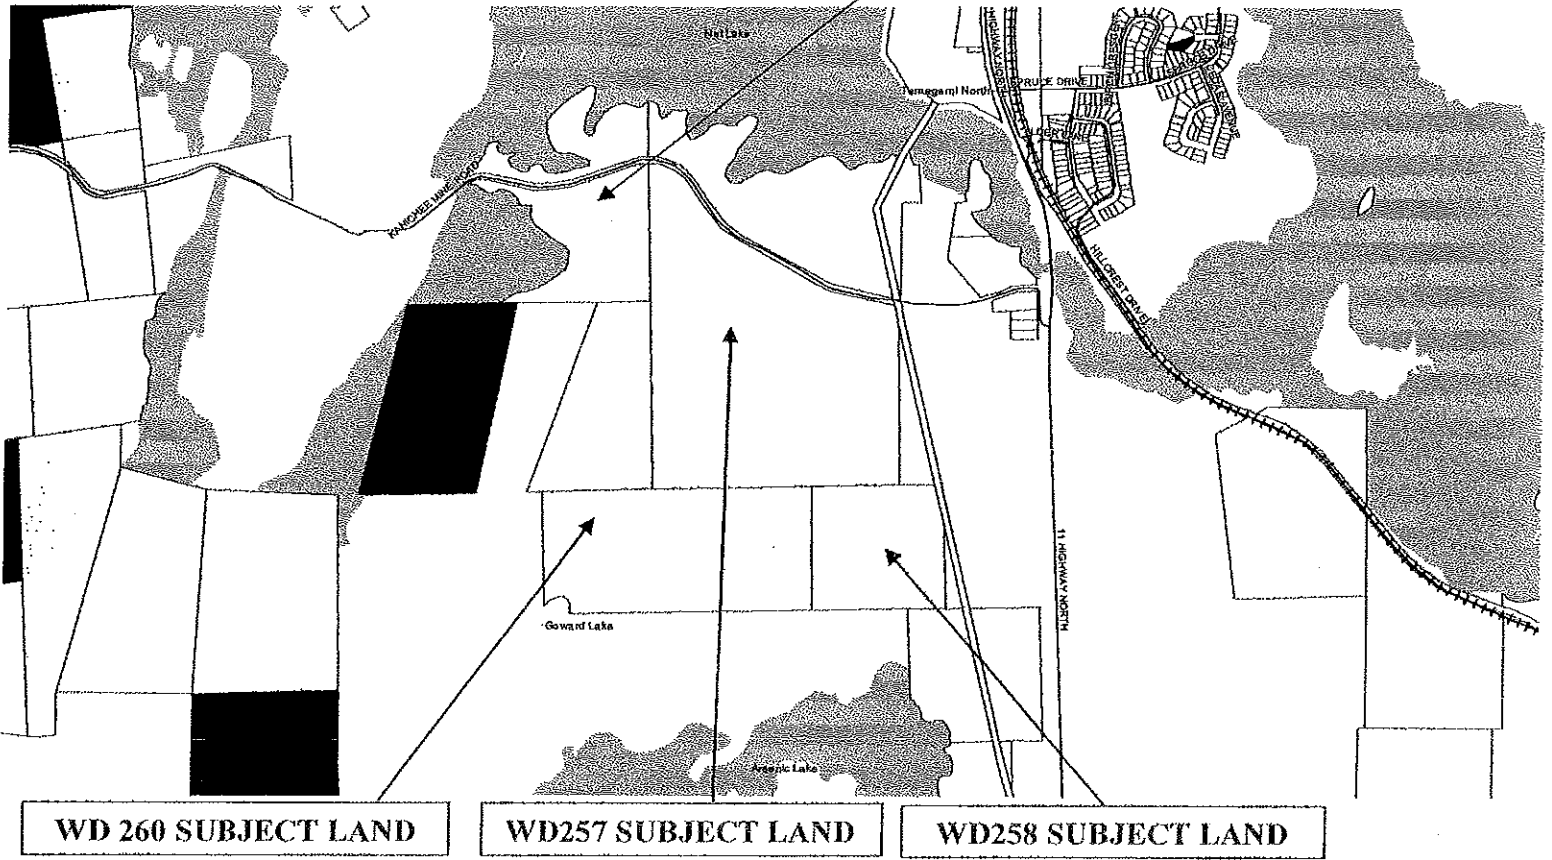 Net Lake
HIGHWAY NOR
SPRUCE DRIVE
Temagami North
KANICHEE MINE ROAD
HILLCREST DRIVE
11 HIGHWAY NORTH
Goward Lake
Arsenic Lake
WD 260 SUBJECT LAND
WD257 SUBJECT LAND
WD258 SUBJECT LAND